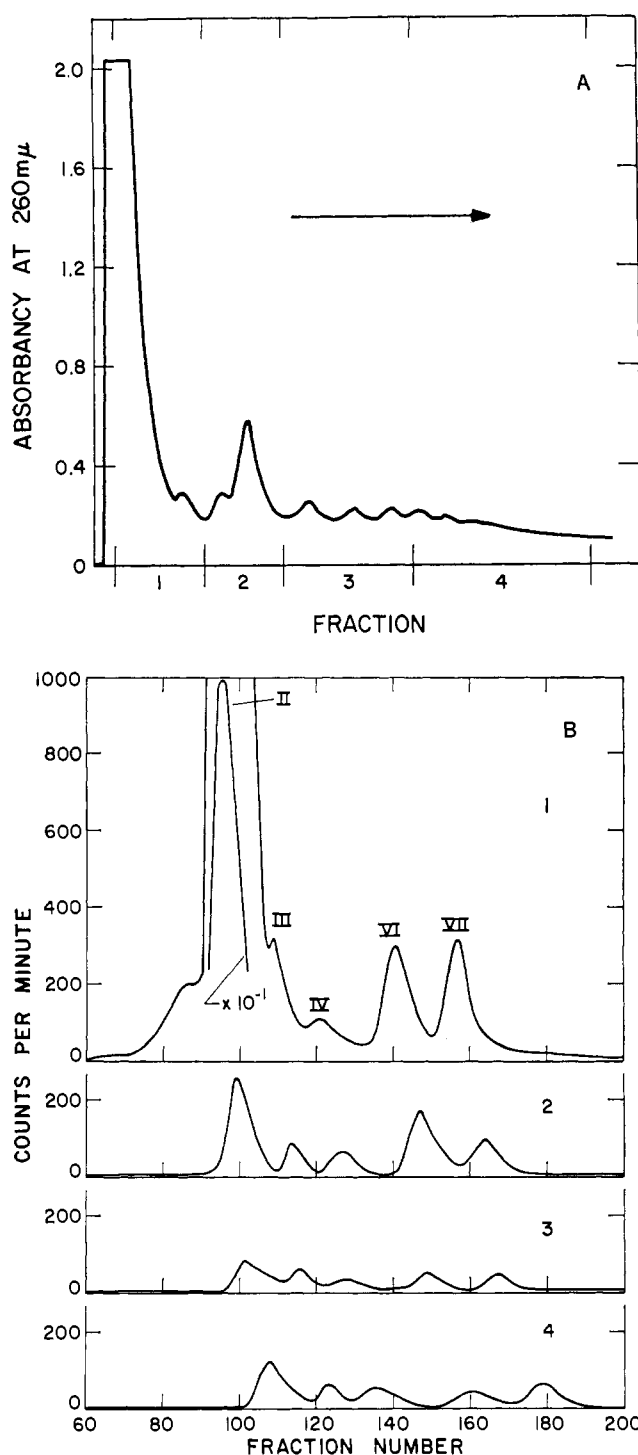 A
ABSORBANCY AT 260mμ
2.0
1.6
1.2
0.8
0.4
0
1 2 3 4
FRACTION
B
1
COUNTS PER MINUTE
1000
800
600
400
200
0
II
III
IV
VI
VII
x 10⁻¹
2
200
0
3
200
0
4
200
0
60 80 100 120 140 160 180 200
FRACTION NUMBER